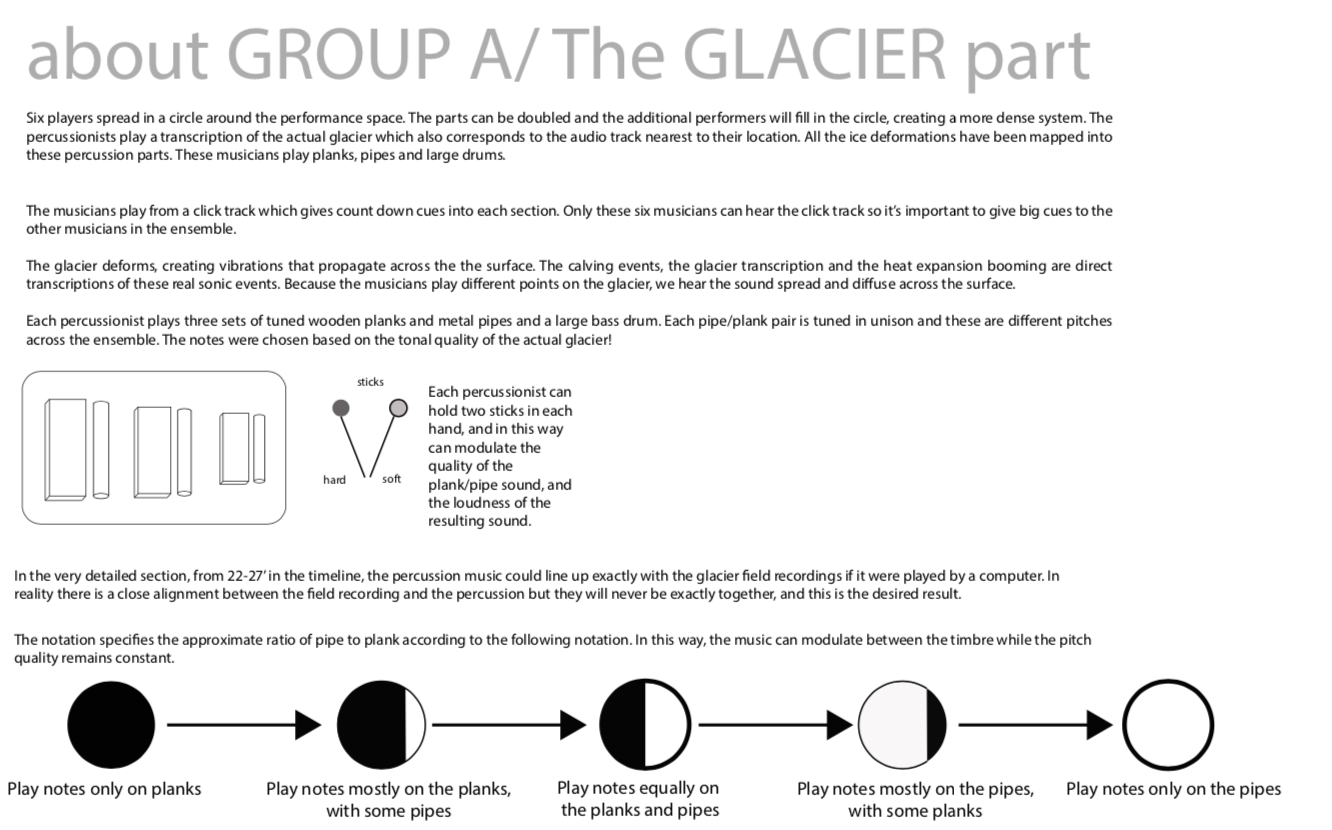 about GROUP A/ The GLACIER part
Six players spread in a circle around the performance space. The parts can be doubled and the additional performers will fill in the circle, creating a more dense system. The
percussionists play a transcription of the actual glacier which also corresponds to the audio track nearest to their location. All the ice deformations have been mapped into
these percussion parts. These musicians play planks, pipes and large drums.
The musicians play from a click track which gives count down cues into each section. Only these six musicians can hear the click track so it's important to give big cues to the
other musicians in the ensemble.
The glacier deforms, creating vibrations that propagate across the the surface. The calving events, the glacier transcription and the heat expansion booming are direct
transcriptions of these real sonic events. Because the musicians play different points on the glacier, we hear the sound spread and diffuse across the surface.
Each percussionist plays three sets of tuned wooden planks and metal pipes and a large bass drum. Each pipe/plank pair is tuned in unison and these are different pitches
across the ensemble. The notes were chosen based on the tonal quality of the actual glacier!
sticks
hard
soft
Each percussionist can
hold two sticks in each
hand, and in this way
can modulate the
quality of the
plank/pipe sound, and
the loudness of the
resulting sound.
In the very detailed section, from 22-27' in the timeline, the percussion music could line up exactly with the glacier field recordings if it were played by a computer. In
reality there is a close alignment between the field recording and the percussion but they will never be exactly together, and this is the desired result.
The notation specifies the approximate ratio of pipe to plank according to the following notation. In this way, the music can modulate between the timbre while the pitch
quality remains constant.
Play notes only on planks
Play notes mostly on the planks,
with some pipes
Play notes equally on
the planks and pipes
Play notes mostly on the pipes,
with some planks
Play notes only on the pipes